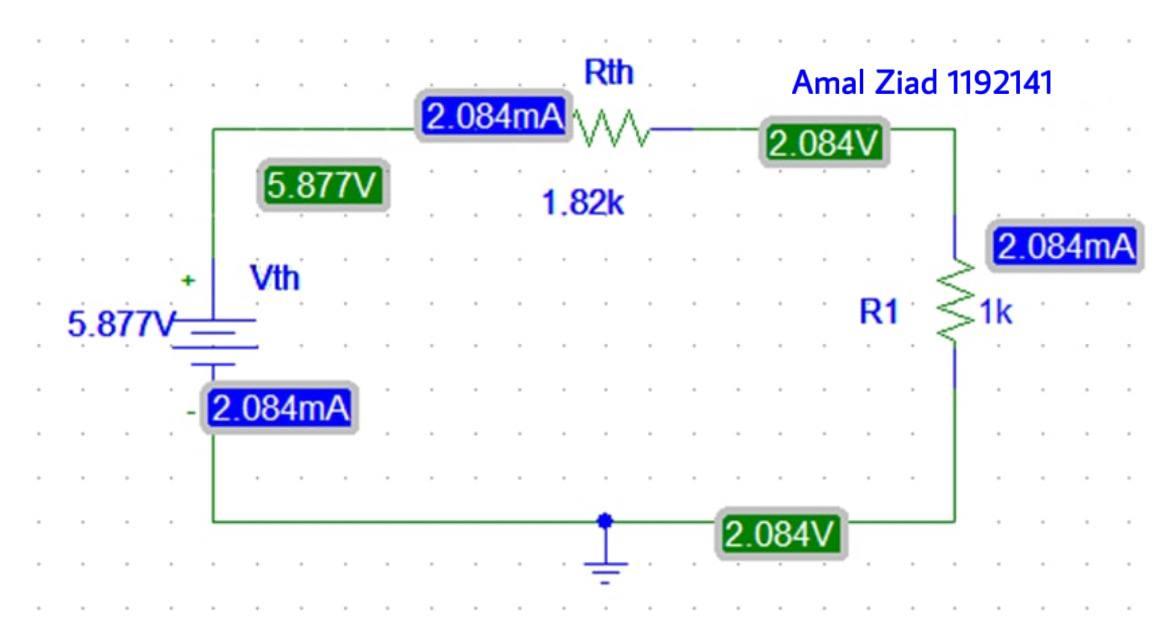 Rth
Amal Ziad 1192141
2.084mA
2.084V
5.877V
1.82k
2.084mA
+
Vth
5.877V
R1
1k
-
2.084mA
2.084V